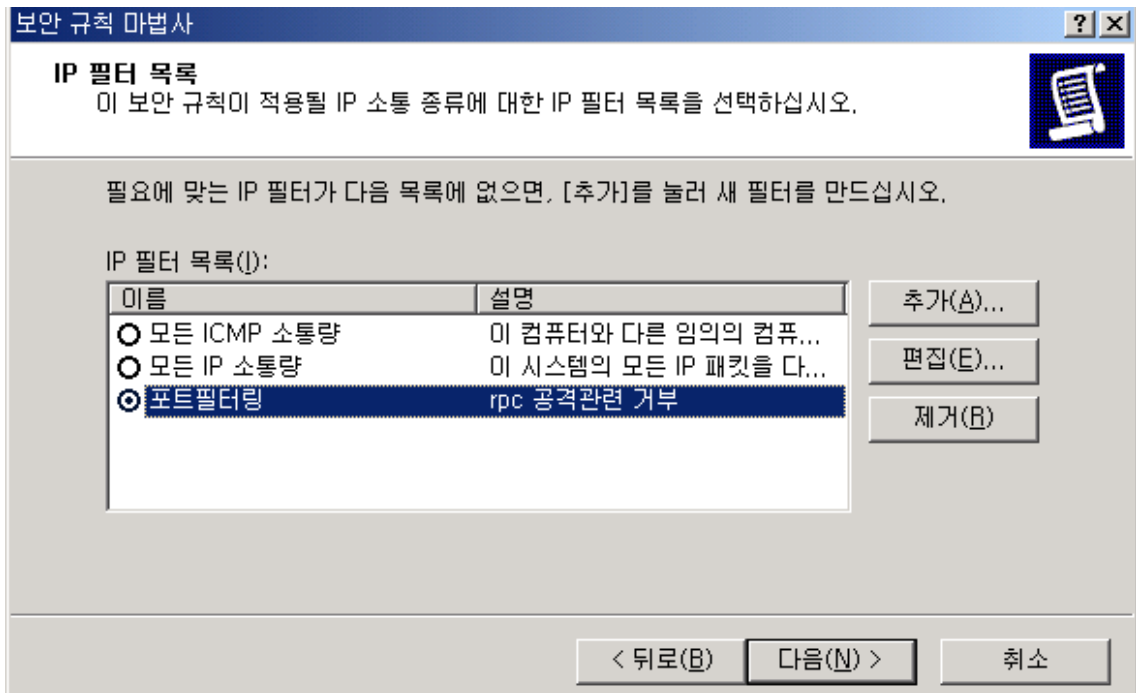 보안 규칙 마법사
IP 필터 목록
이 보안 규칙이 적용될 IP 소통 종류에 대한 IP 필터 목록을 선택하십시오.
필요에 맞는 IP 필터가 다음 목록에 없으면, [추가]를 눌러 새 필터를 만드십시오.
IP 필터 목록(I):
이름 설명
모든 ICMP 소통량 이 컴퓨터와 다른 임의의 컴퓨...
모든 IP 소통량 이 시스템의 모든 IP 패킷을 다...
포트필터링 rpc 공격관련 거부
추가(A)...
편집(E)...
제거(R)
< 뒤로(B) 다음(N) > 취소